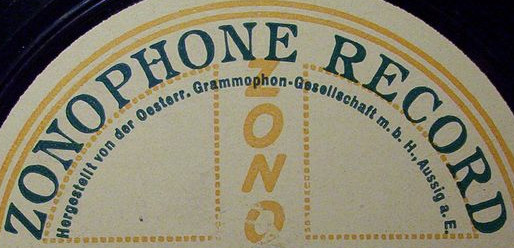 ZONOPHONE RECORD
Hergestellt von der Oesterr. Grammophon-Gesellschaft m. b. H., Aussig a. E.
ZONO